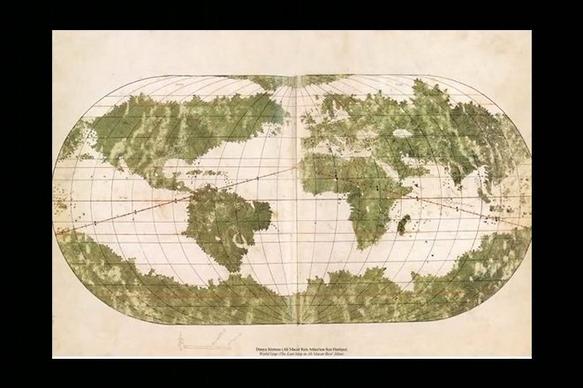 Dünya Haritası (Ali Macar Reis Atlası'nın Son Haritası)
World Map (The Last Map in Ali Macar Reis' Atlas)